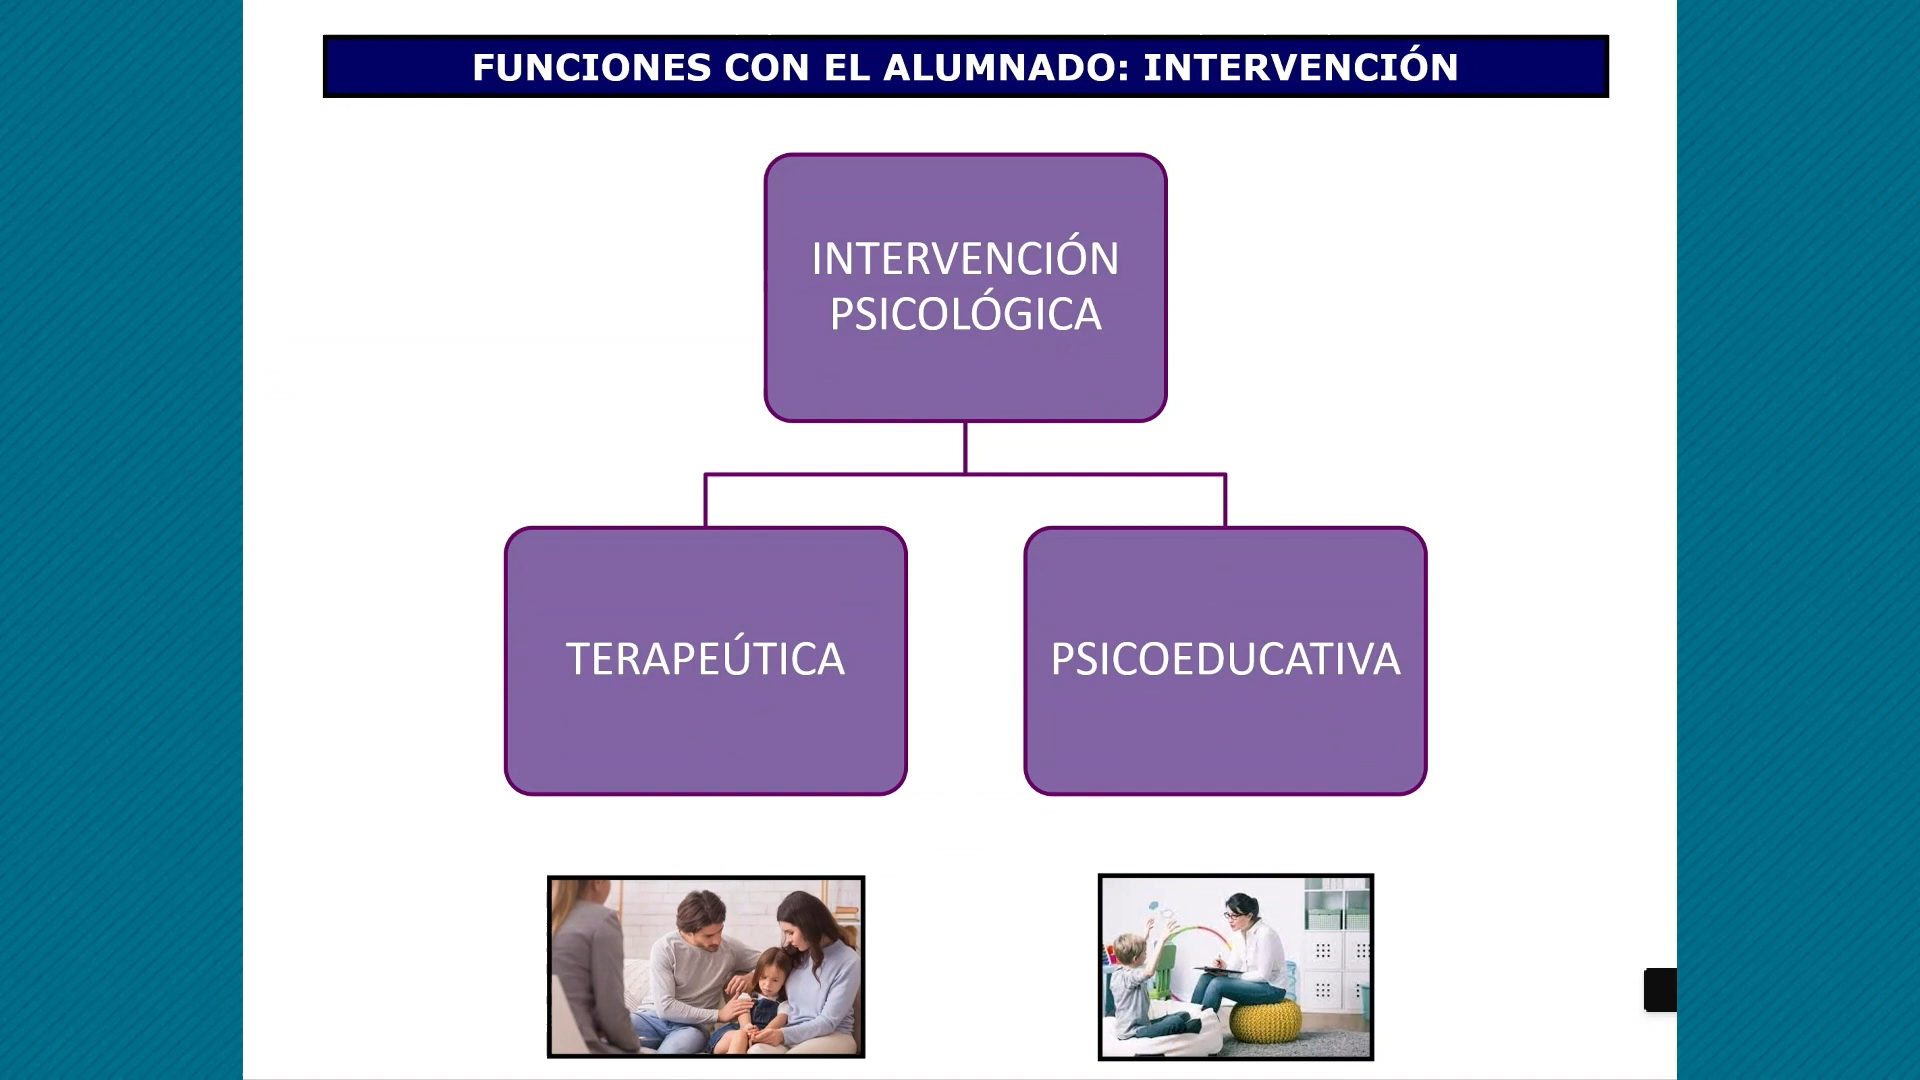 FUNCIONES CON EL ALUMNADO: INTERVENCIÓN
INTERVENCIÓN
PSICOLÓGICA
TERAPEÚTICA
PSICOEDUCATIVA